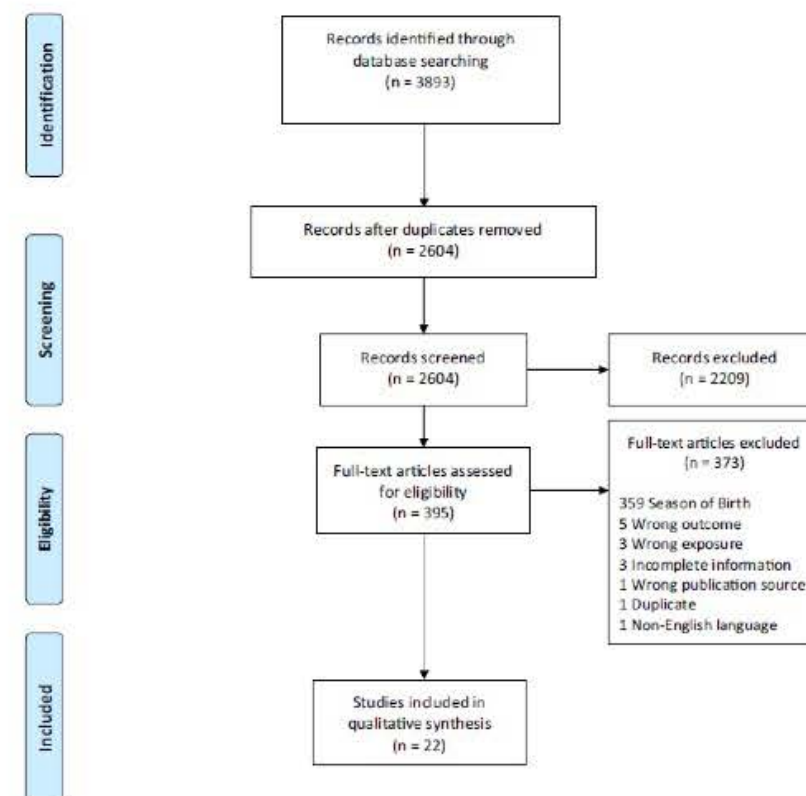 Identification
Records identified through
database searching
(n = 3893)
Records after duplicates removed
(n = 2604)
Screening
Records screened
(n = 2604)
Records excluded
(n = 2209)
Eligibility
Full-text articles assessed
for eligibility
(n = 395)
Full-text articles excluded
(n = 373)
359 Season of Birth
5 Wrong outcome
3 Wrong exposure
3 Incomplete information
1 Wrong publication source
1 Duplicate
1 Non-English language
Included
Studies included in
qualitative synthesis
(n = 22)